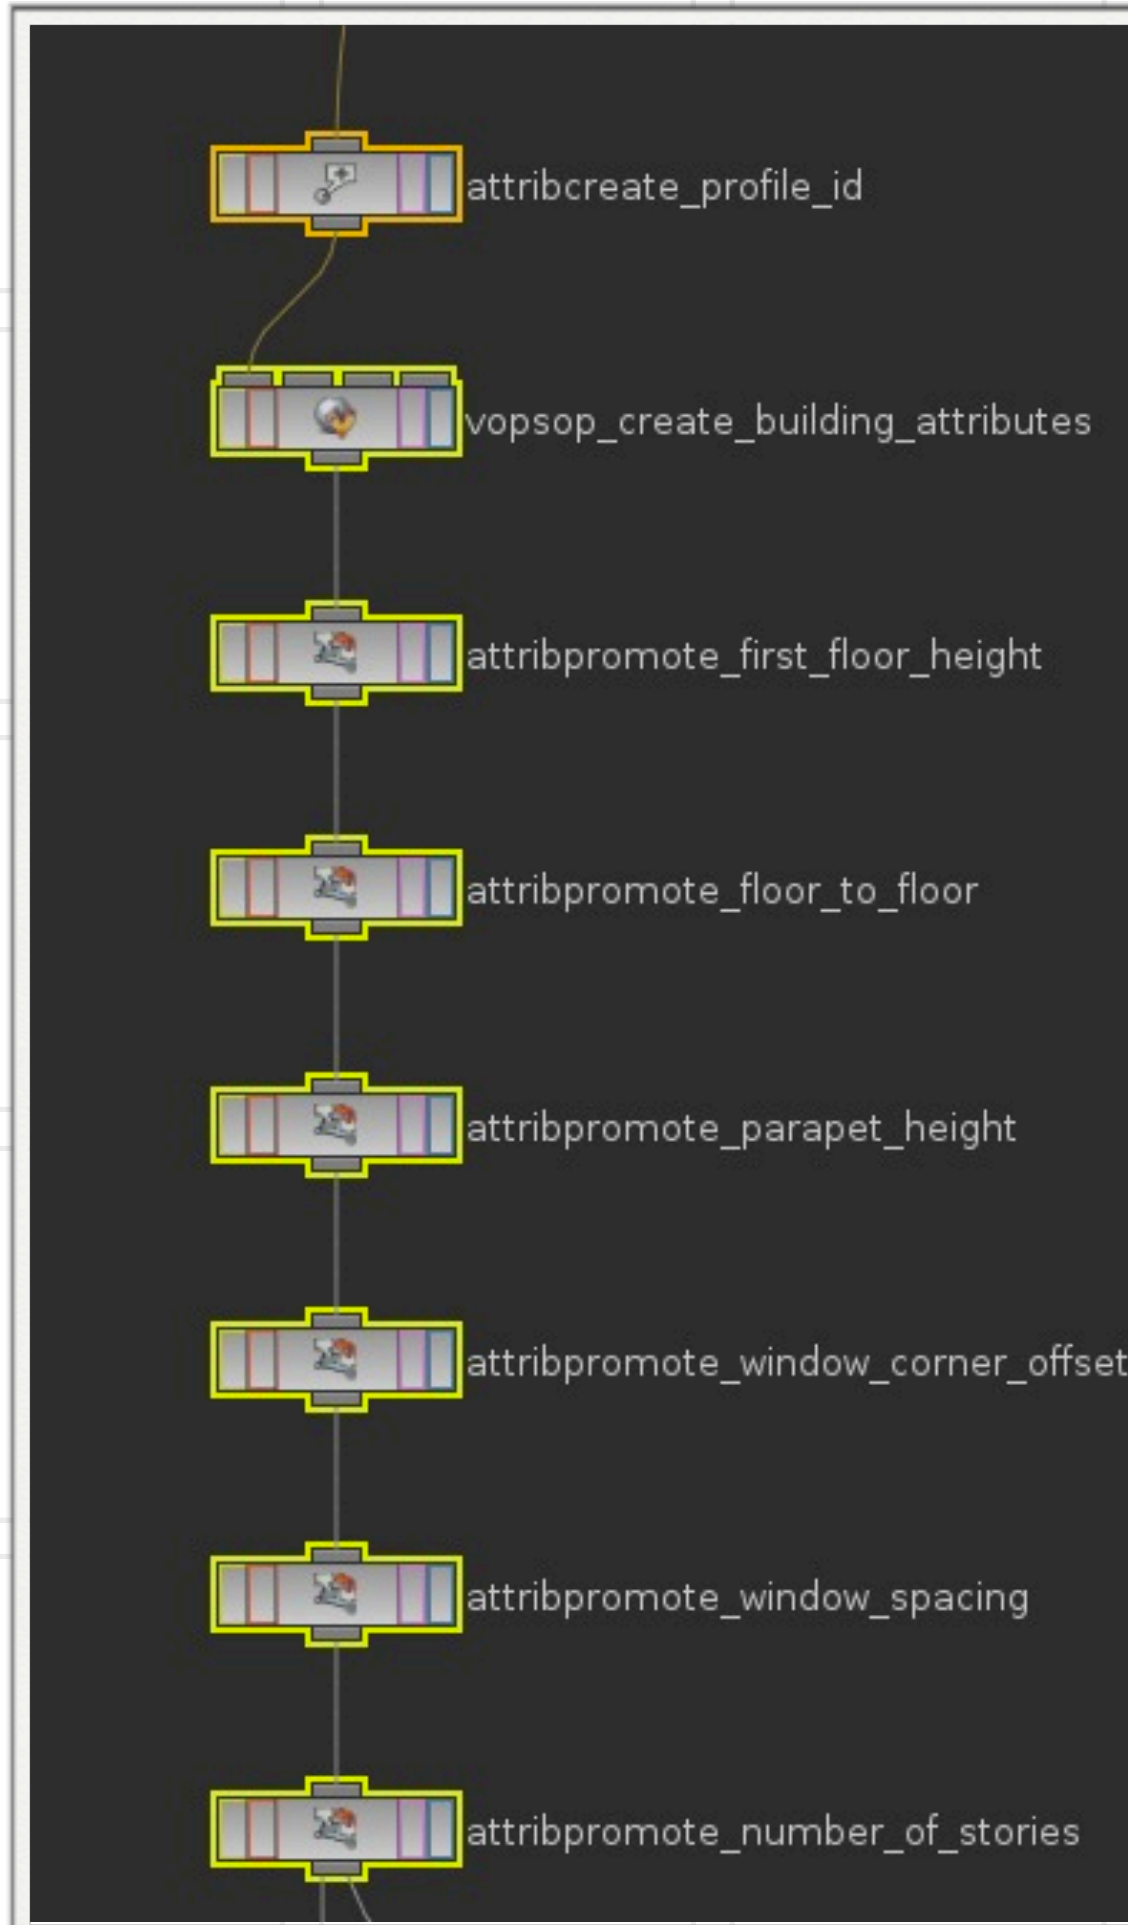 attribcreate_profile_id
vopsop_create_building_attributes
attribpromote_first_floor_height
attribpromote_floor_to_floor
attribpromote_parapet_height
attribpromote_window_corner_offset
attribpromote_window_spacing
attribpromote_number_of_stories